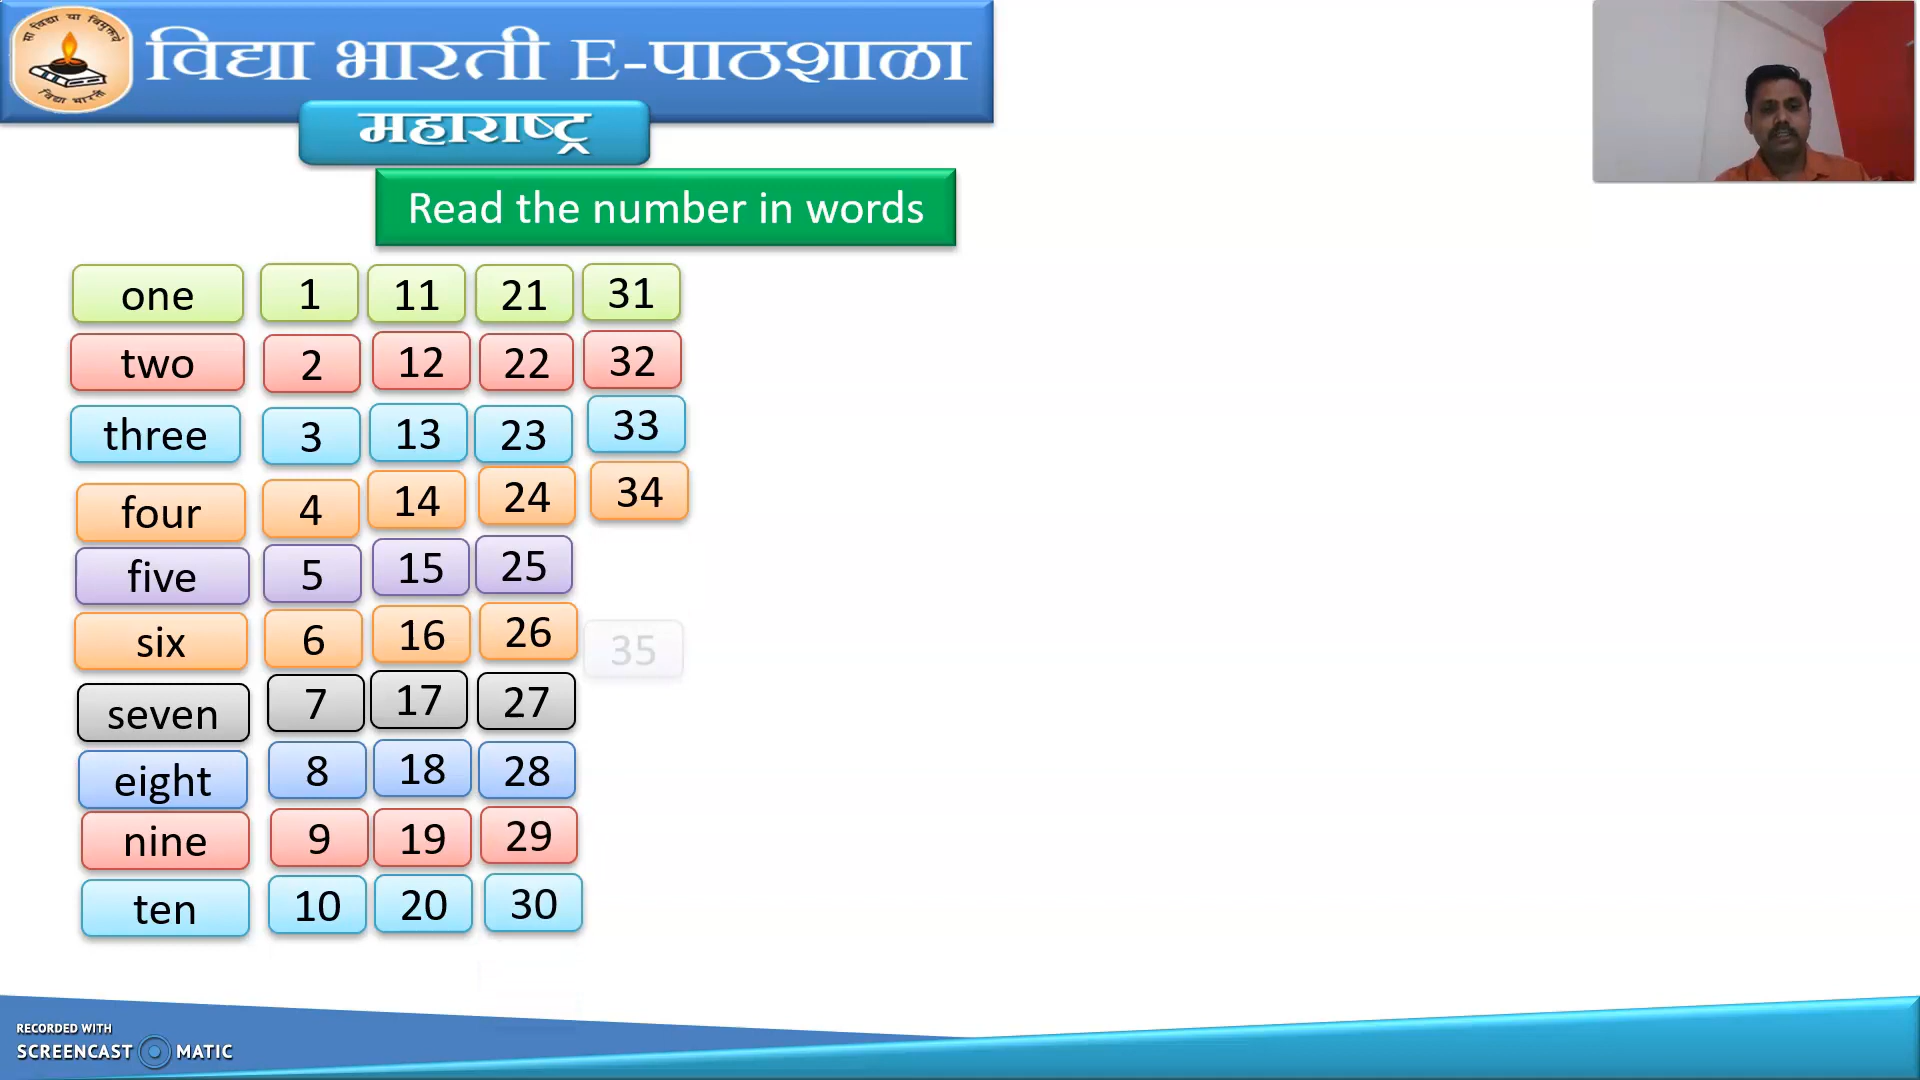 सा विद्या या विमुक्तये
विद्या भारती
विद्या भारती E-पाठशाळा
महाराष्ट्र
Read the number in words
one 1 11 21 31
two 2 12 22 32
three 3 13 23 33
four 4 14 24 34
five 5 15 25
six 6 16 26 35
seven 7 17 27
eight 8 18 28
nine 9 19 29
ten 10 20 30
RECORDED WITH
SCREENCAST MATIC